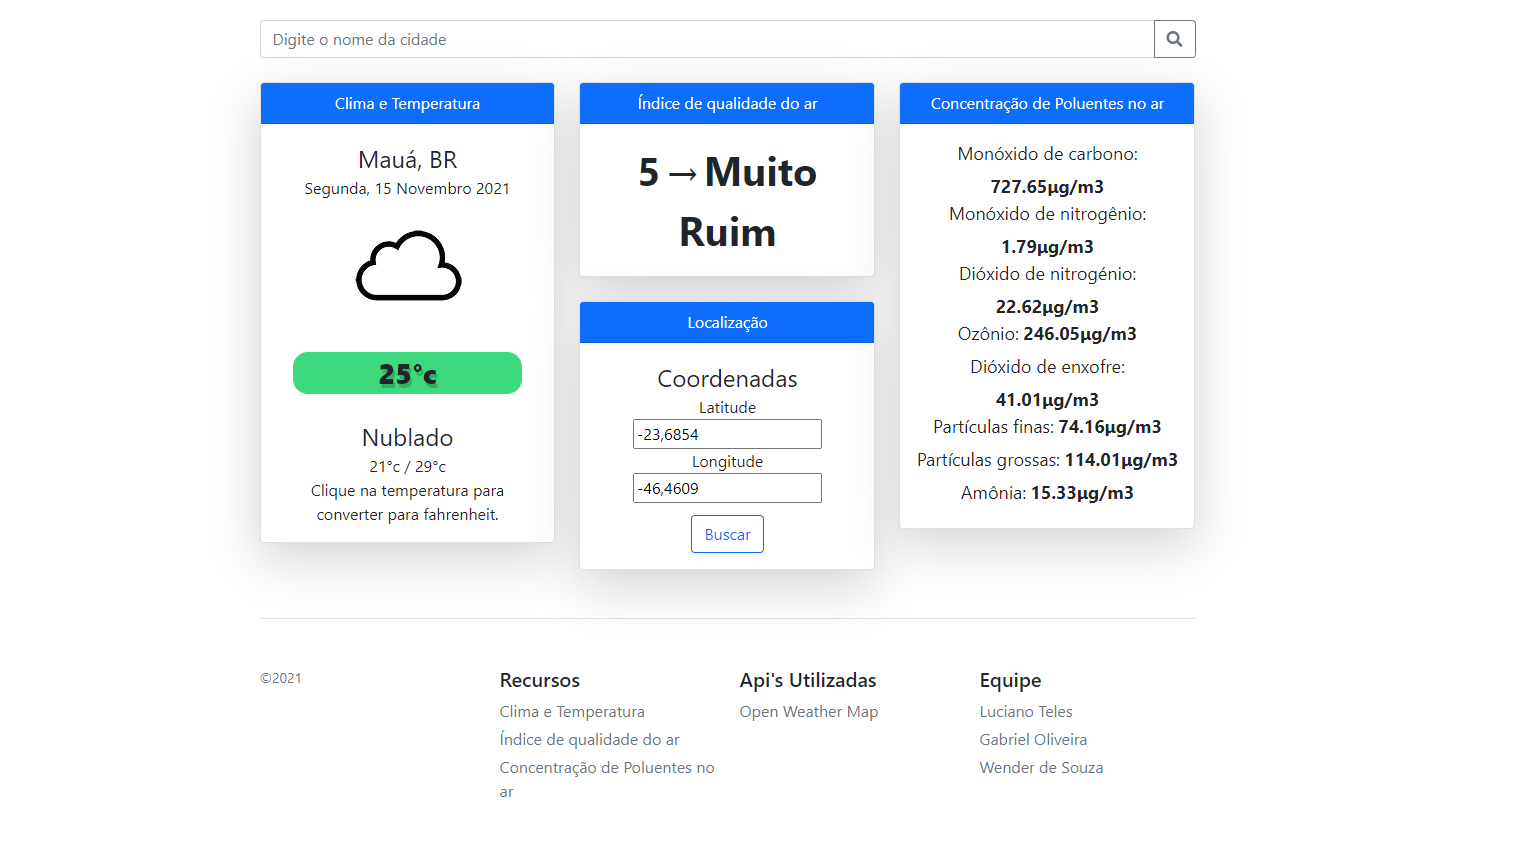 Digite o nome da cidade
Clima e Temperatura
Mauá, BR
Segunda, 15 Novembro 2021
25°c
Nublado
21°c / 29°c
Clique na temperatura para
converter para fahrenheit.
Índice de qualidade do ar
5 → Muito
Ruim
Localização
Coordenadas
Latitude
-23,6854
Longitude
-46,4609
Buscar
Concentração de Poluentes no ar
Monóxido de carbono:
727.65µg/m3
Monóxido de nitrogênio:
1.79µg/m3
Dióxido de nitrogénio:
22.62µg/m3
Ozônio: 246.05µg/m3
Dióxido de enxofre:
41.01µg/m3
Partículas finas: 74.16µg/m3
Partículas grossas: 114.01µg/m3
Amônia: 15.33µg/m3
©2021
Recursos
Clima e Temperatura
Índice de qualidade do ar
Concentração de Poluentes no
ar
Api's Utilizadas
Open Weather Map
Equipe
Luciano Teles
Gabriel Oliveira
Wender de Souza